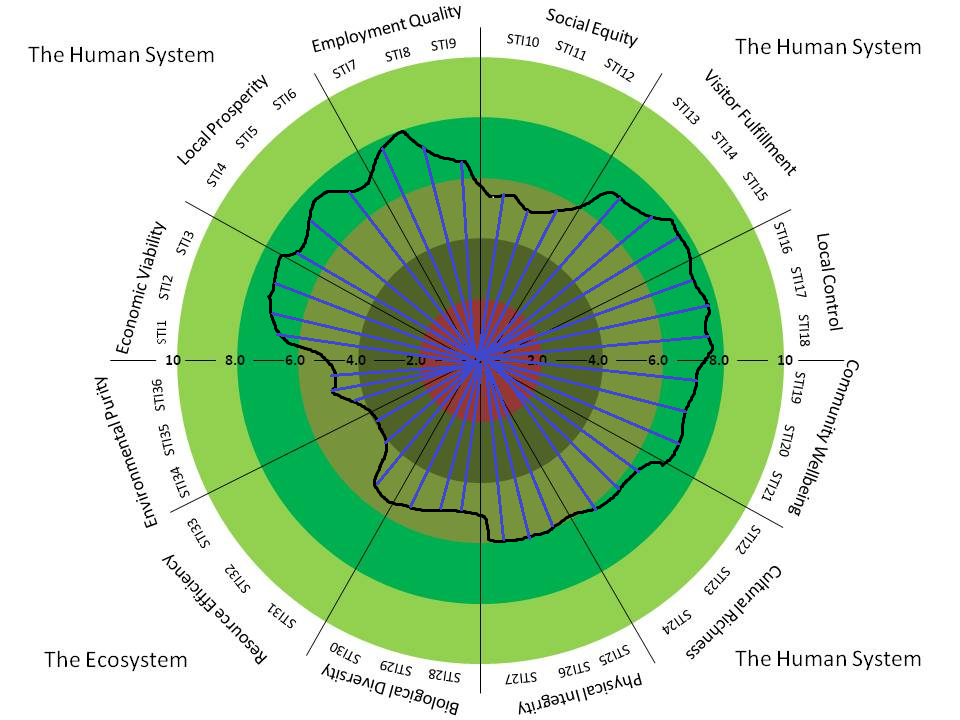 The Human System
The Human System
Employment Quality
Social Equity
STI7
STI8
STI9
STI10
STI11
STI12
Local Prosperity
STI4
STI5
STI6
Visitor Fulfillment
STI13
STI14
STI15
Economic Viability
STI1
STI2
STI3
Local Control
STI16
STI17
STI18
10 8.0 6.0 4.0 2.0 0 2.0 4.0 6.0 8.0 10
Environmental Purity
STI36
STI35
STI34
Community Wellbeing
STI19
STI20
STI21
Resource Efficiency
STI33
STI32
STI31
Cultural Richness
STI22
STI23
STI24
Biological Diversity
STI30
STI29
STI28
Physical Integrity
STI27
STI26
STI25
The Ecosystem
The Human System